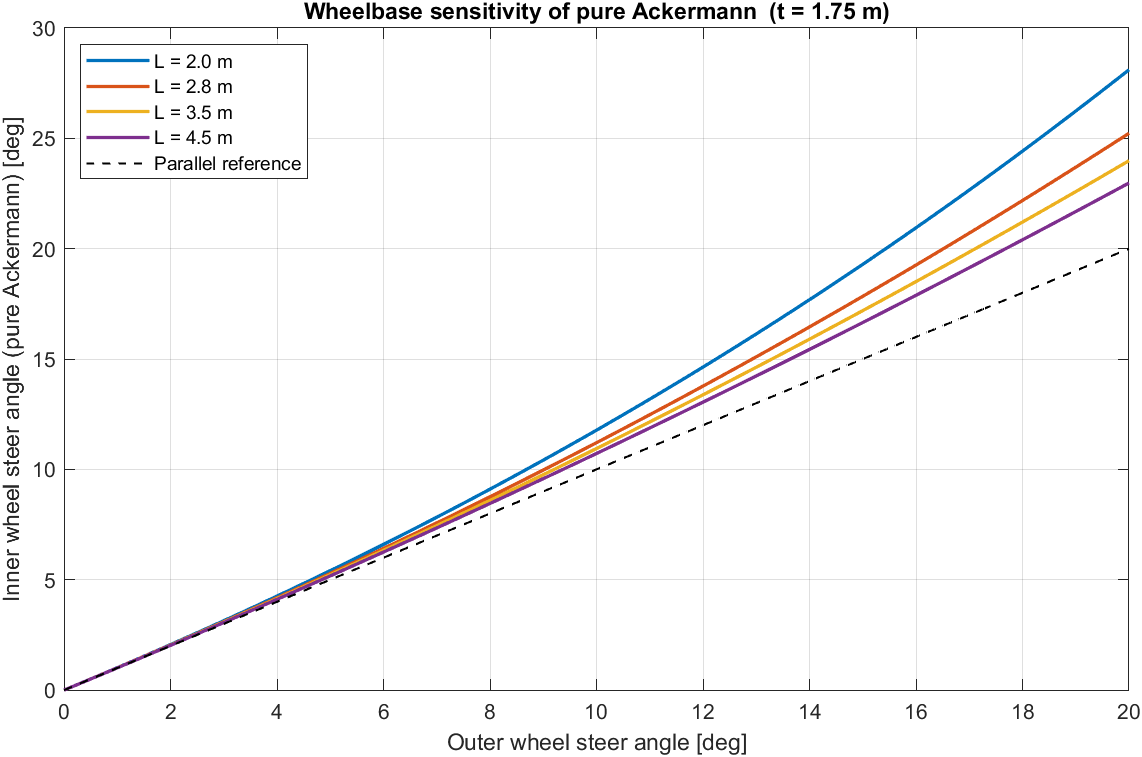 Wheelbase sensitivity of pure Ackermann (t = 1.75 m)
L = 2.0 m
L = 2.8 m
L = 3.5 m
L = 4.5 m
Parallel reference
Inner wheel steer angle (pure Ackermann) [deg]
30
25
20
15
10
5
0
0 2 4 6 8 10 12 14 16 18 20
Outer wheel steer angle [deg]